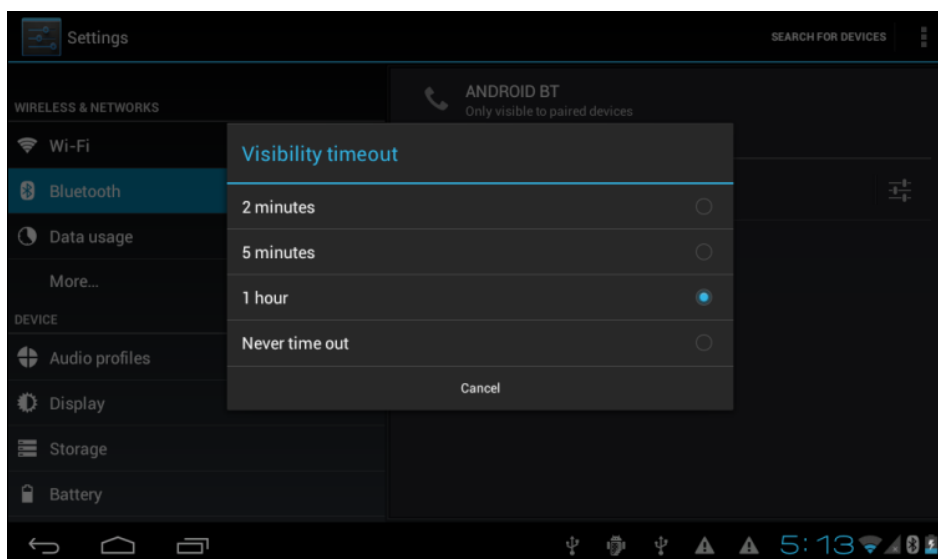 Settings
SEARCH FOR DEVICES
WIRELESS & NETWORKS
ANDROID BT
Only visible to paired devices
Wi-Fi
Bluetooth
Data usage
More...
DEVICE
Audio profiles
Display
Storage
Battery
Visibility timeout
2 minutes
5 minutes
1 hour
Never time out
Cancel
5:13